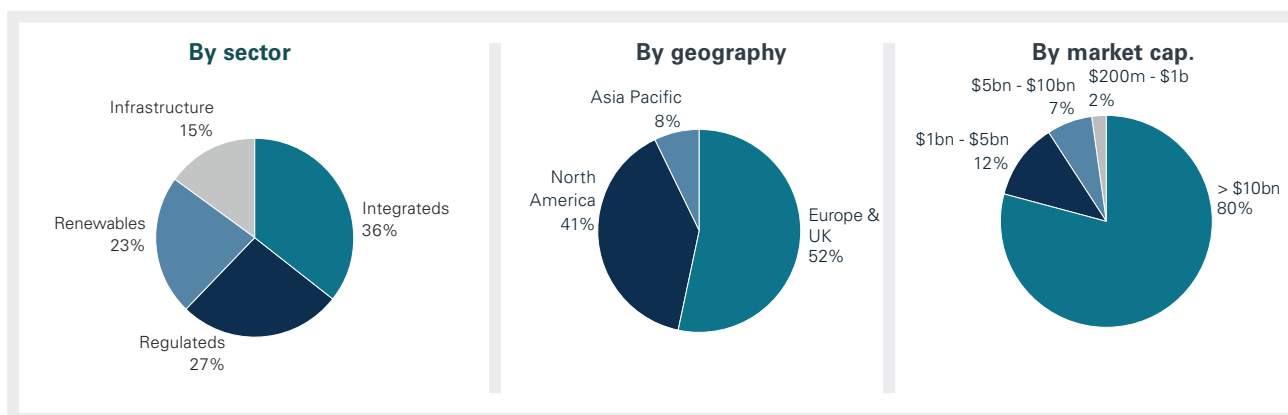 By sector
Infrastructure
15%
Integrateds
36%
Renewables
23%
Regulateds
27%
By geography
Asia Pacific
8%
North
America
41%
Europe &
UK
52%
By market cap.
$200m - $1b
2%
$5bn - $10bn
7%
$1bn - $5bn
12%
> $10bn
80%